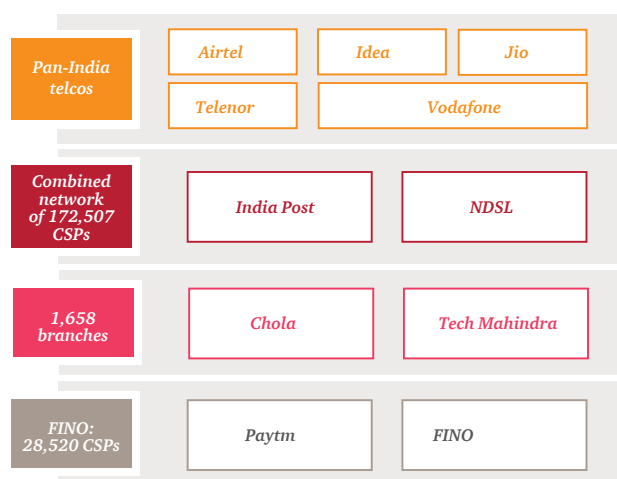 Pan-India
telcos
Airtel
Idea
Jio
Telenor
Vodafone
Combined
network
of 172,507
CSPs
India Post
NDSL
1,658
branches
Chola
Tech Mahindra
FINO:
28,520 CSPs
Paytm
FINO